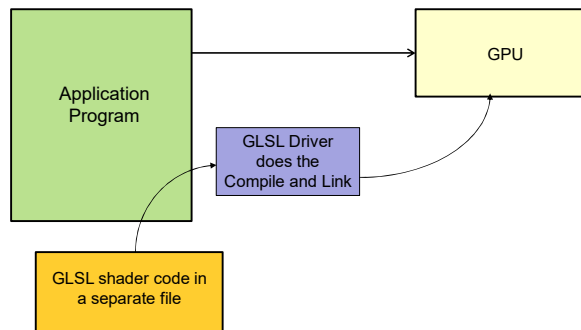 Application
Program
GPU
GLSL Driver
does the
Compile and Link
GLSL shader code in
a separate file